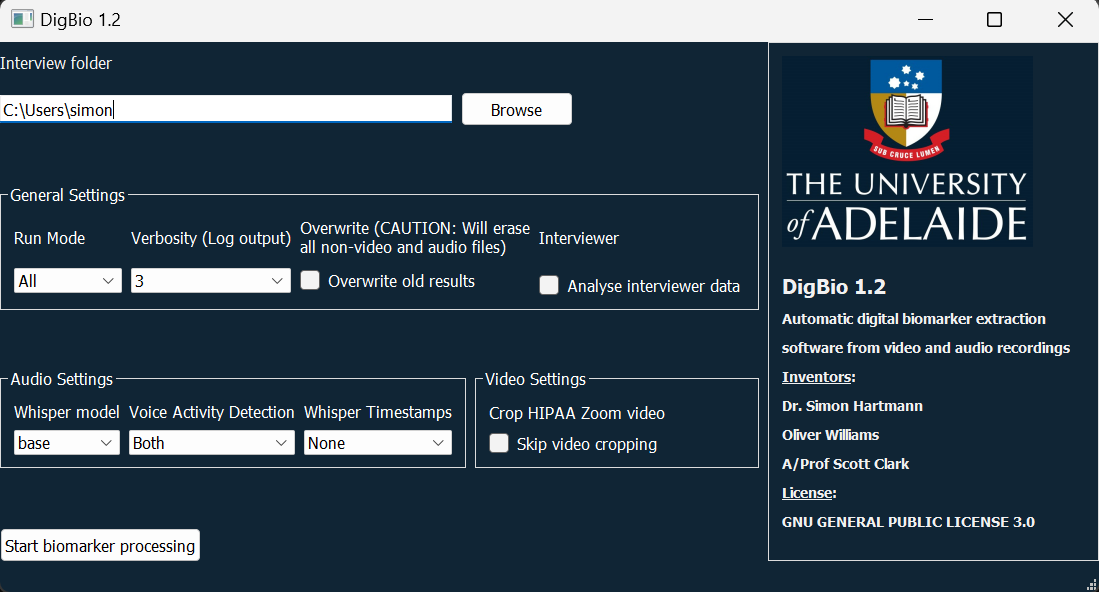 DigBio 1.2
Interview folder
C:\Users\simon
Browse
General Settings
Run Mode
All
Verbosity (Log output)
3
Overwrite (CAUTION: Will erase
all non-video and audio files)
Overwrite old results
Interviewer
Analyse interviewer data
Audio Settings
Whisper model
base
Voice Activity Detection
Both
Whisper Timestamps
None
Video Settings
Crop HIPAA Zoom video
Skip video cropping
Start biomarker processing
SUB CRUCE LUMEN
THE UNIVERSITY
of ADELAIDE
DigBio 1.2
Automatic digital biomarker extraction
software from video and audio recordings
Inventors:
Dr. Simon Hartmann
Oliver Williams
A/Prof Scott Clark
License:
GNU GENERAL PUBLIC LICENSE 3.0